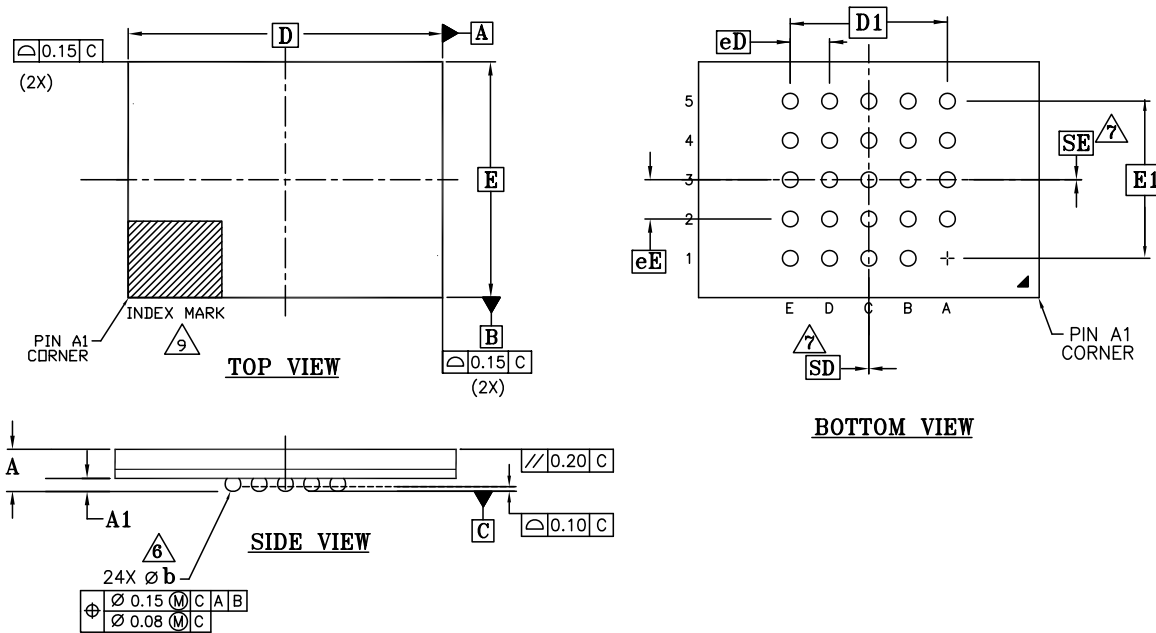 D
A
⌓ 0.15 C
(2X)
E
INDEX MARK
9
PIN A1
CORNER
B
⌓ 0.15 C
(2X)
TOP VIEW
D1
eD
5
4
3
2
1
7
SE
E1
eE
E D C B A
7
SD
PIN A1
CORNER
BOTTOM VIEW
A
A1
// 0.20 C
C
⌓ 0.10 C
SIDE VIEW
6
24X Ø b
⌖ Ø 0.15 Ⓜ C A B
Ø 0.08 Ⓜ C